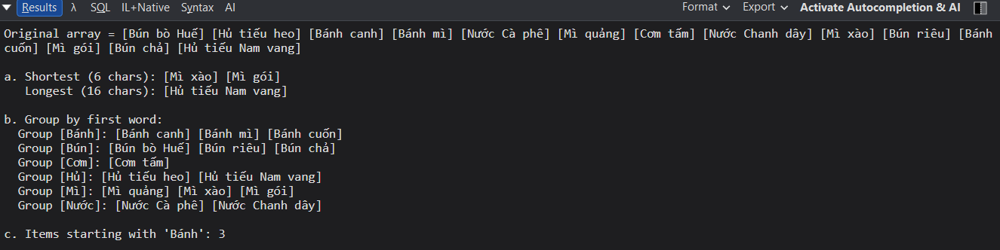 Results λ SQL IL+Native Syntax AI Format Export Activate Autocompletion & AI
Original array = [Bún bò Huế] [Hủ tiếu heo] [Bánh canh] [Bánh mì] [Nước Cà phê] [Mì quảng] [Cơm tấm] [Nước Chanh dây] [Mì xào] [Bún riêu] [Bánh
cuốn] [Mì gói] [Bún chả] [Hủ tiếu Nam vang]
a. Shortest (6 chars): [Mì xào] [Mì gói]
Longest (16 chars): [Hủ tiếu Nam vang]
b. Group by first word:
Group [Bánh]: [Bánh canh] [Bánh mì] [Bánh cuốn]
Group [Bún]: [Bún bò Huế] [Bún riêu] [Bún chả]
Group [Cơm]: [Cơm tấm]
Group [Hủ]: [Hủ tiếu heo] [Hủ tiếu Nam vang]
Group [Mì]: [Mì quảng] [Mì xào] [Mì gói]
Group [Nước]: [Nước Cà phê] [Nước Chanh dây]
c. Items starting with 'Bánh': 3